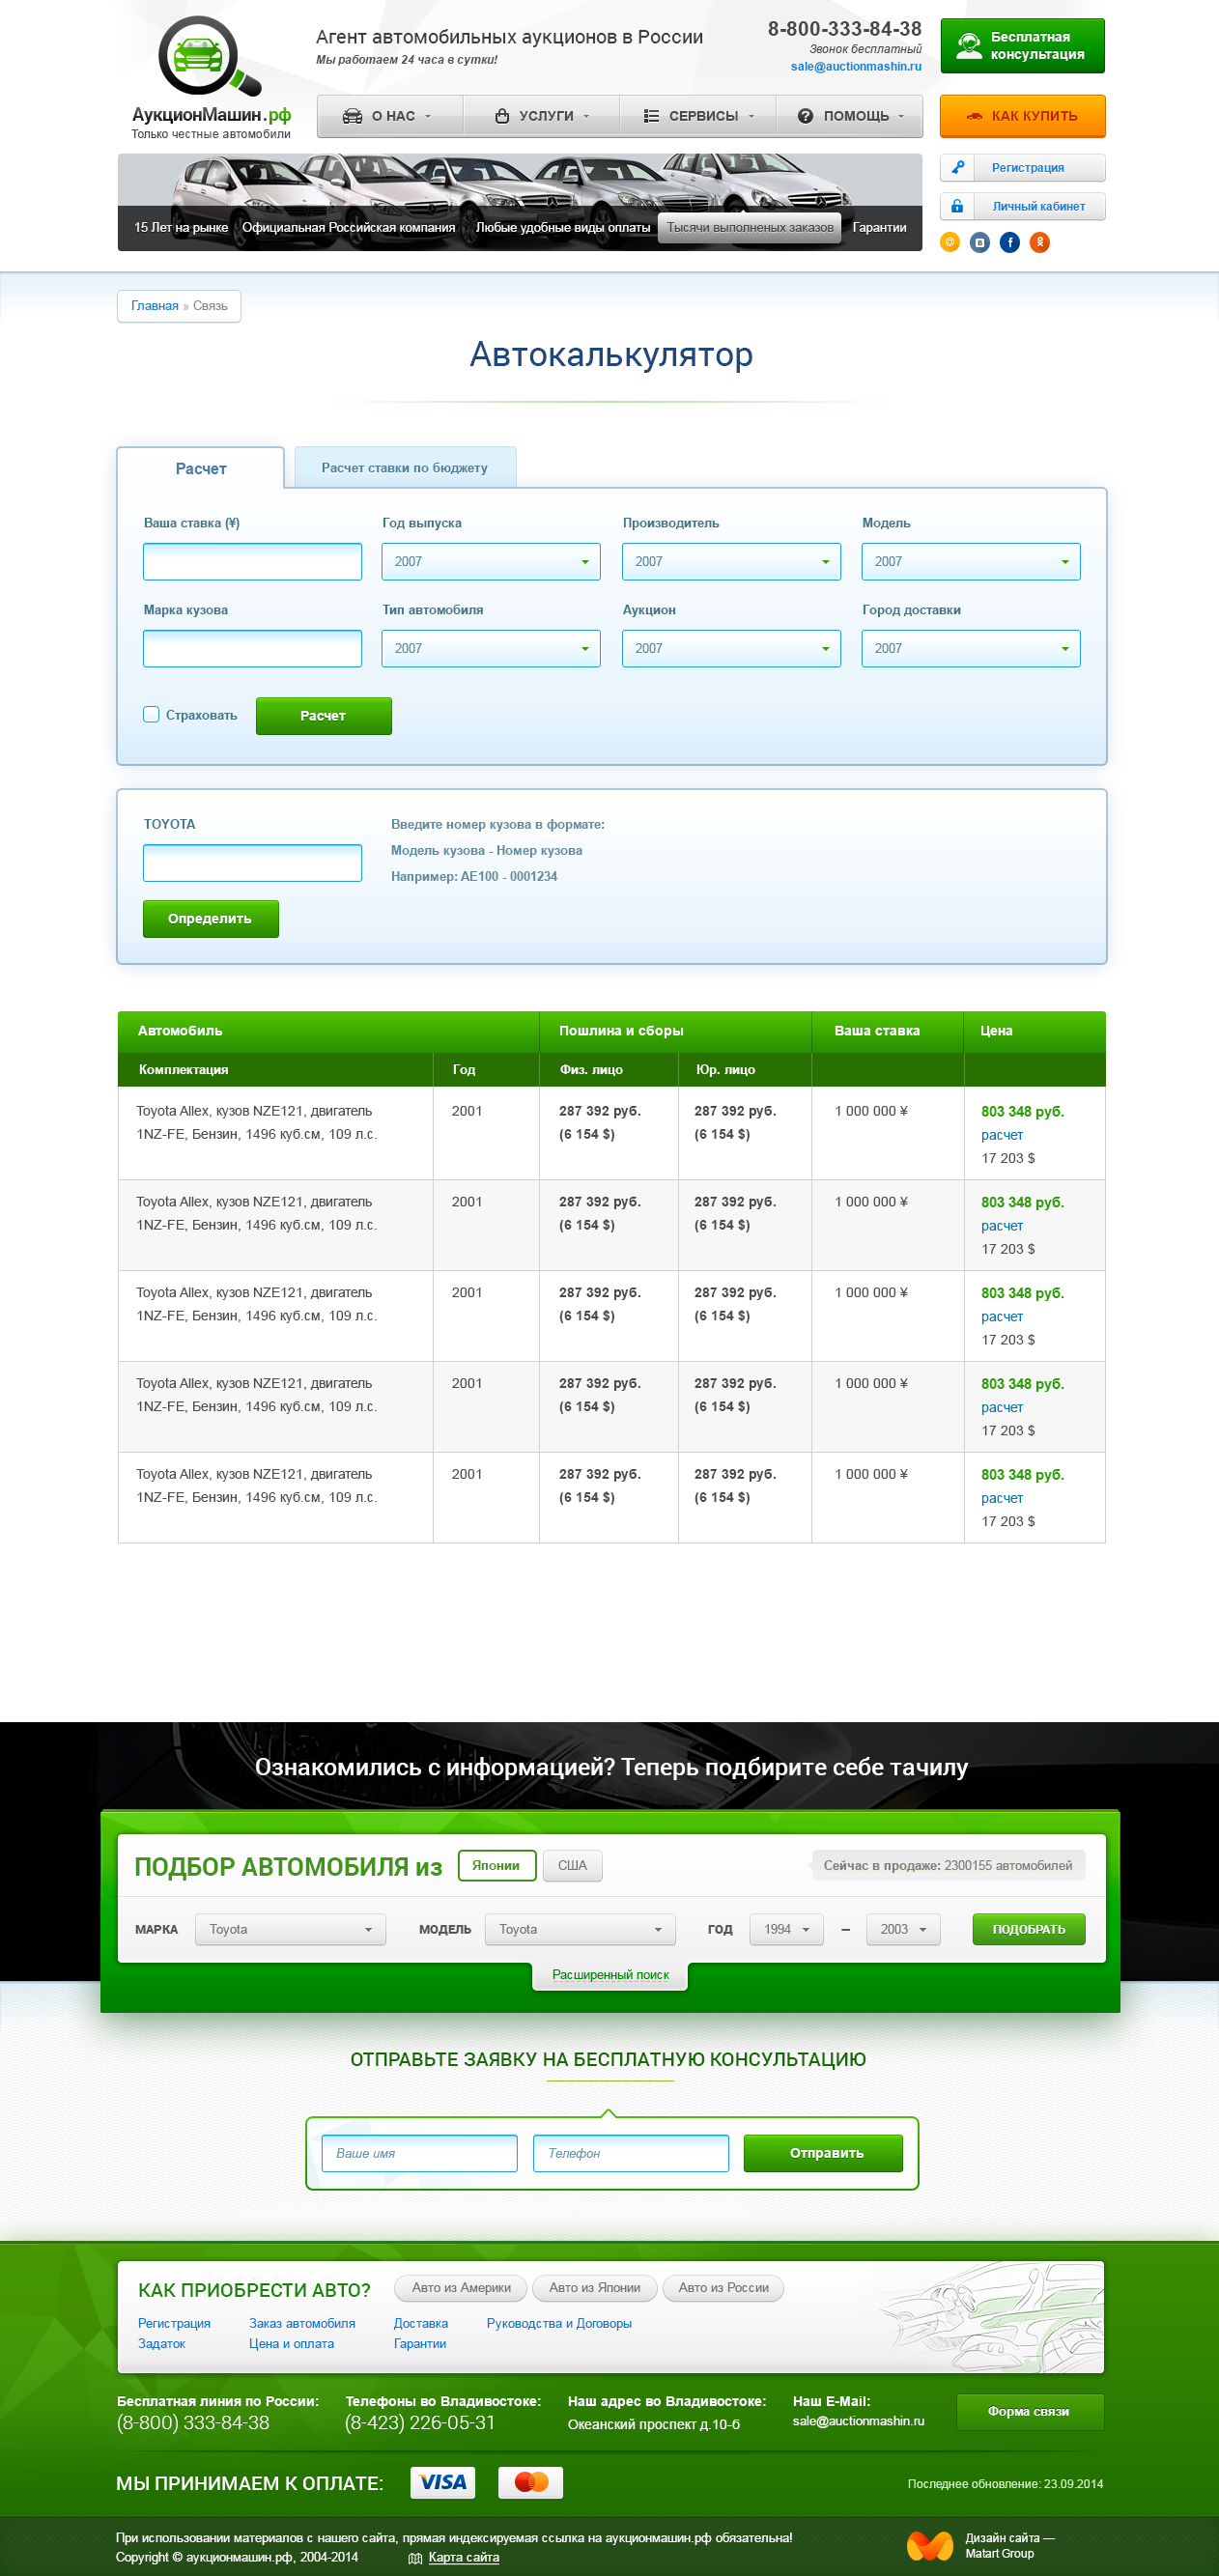 АукционМашин.рф
Только честные автомобили
Агент автомобильных аукционов в России
Мы работаем 24 часа в сутки!
8-800-333-84-38
Звонок бесплатный
sale@auctionmashin.ru
Бесплатная
консультация
О НАС
УСЛУГИ
СЕРВИСЫ
ПОМОЩЬ
КАК КУПИТЬ
Регистрация
Личный кабинет
15 Лет на рынке
Официальная Российская компания
Любые удобные виды оплаты
Тысячи выполненых заказов
Гарантии
Главная » Связь
Автокалькулятор
Расчет
Расчет ставки по бюджету
Ваша ставка (¥)
Год выпуска
Производитель
Модель
2007
2007
2007
Марка кузова
Тип автомобиля
Аукцион
Город доставки
2007
2007
2007
Страховать
Расчет
TOYOTA
Введите номер кузова в формате:
Модель кузова - Номер кузова
Например: AE100 - 0001234
Определить
Автомобиль
Пошлина и сборы
Ваша ставка
Цена
Комплектация
Год
Физ. лицо
Юр. лицо
Toyota Allex, кузов NZE121, двигатель
1NZ-FE, Бензин, 1496 куб.см, 109 л.с.
2001
287 392 руб.
(6 154 $)
287 392 руб.
(6 154 $)
1 000 000 ¥
803 348 руб.
расчет
17 203 $
Toyota Allex, кузов NZE121, двигатель
1NZ-FE, Бензин, 1496 куб.см, 109 л.с.
2001
287 392 руб.
(6 154 $)
287 392 руб.
(6 154 $)
1 000 000 ¥
803 348 руб.
расчет
17 203 $
Toyota Allex, кузов NZE121, двигатель
1NZ-FE, Бензин, 1496 куб.см, 109 л.с.
2001
287 392 руб.
(6 154 $)
287 392 руб.
(6 154 $)
1 000 000 ¥
803 348 руб.
расчет
17 203 $
Toyota Allex, кузов NZE121, двигатель
1NZ-FE, Бензин, 1496 куб.см, 109 л.с.
2001
287 392 руб.
(6 154 $)
287 392 руб.
(6 154 $)
1 000 000 ¥
803 348 руб.
расчет
17 203 $
Toyota Allex, кузов NZE121, двигатель
1NZ-FE, Бензин, 1496 куб.см, 109 л.с.
2001
287 392 руб.
(6 154 $)
287 392 руб.
(6 154 $)
1 000 000 ¥
803 348 руб.
расчет
17 203 $
Ознакомились с информацией? Теперь подбирите себе тачилу
ПОДБОР АВТОМОБИЛЯ из
Японии
США
Сейчас в продаже: 2300155 автомобилей
МАРКА
Toyota
МОДЕЛЬ
Toyota
ГОД
1994
–
2003
ПОДОБРАТЬ
Расширенный поиск
ОТПРАВЬТЕ ЗАЯВКУ НА БЕСПЛАТНУЮ КОНСУЛЬТАЦИЮ
Ваше имя
Телефон
Отправить
КАК ПРИОБРЕСТИ АВТО?
Авто из Америки
Авто из Японии
Авто из России
Регистрация
Заказ автомобиля
Доставка
Руководства и Договоры
Задаток
Цена и оплата
Гарантии
Бесплатная линия по России:
(8-800) 333-84-38
Телефоны во Владивостоке:
(8-423) 226-05-31
Наш адрес во Владивостоке:
Океанский проспект д.10-б
Наш E-Mail:
sale@auctionmashin.ru
Форма связи
МЫ ПРИНИМАЕМ К ОПЛАТЕ:
VISA
Последнее обновление: 23.09.2014
При использовании материалов с нашего сайта, прямая индексируемая ссылка на аукционмашин.рф обязательна!
Copyright © аукционмашин.рф, 2004-2014
Карта сайта
Дизайн сайта —
Matart Group